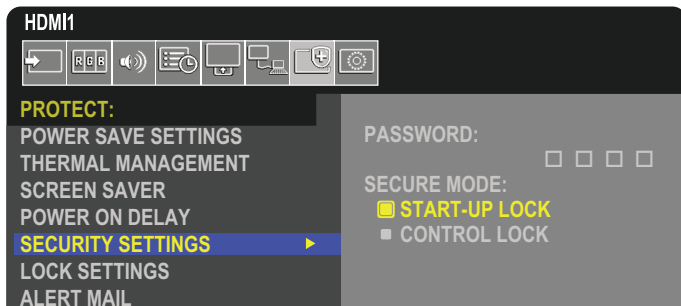 HDMI1
RGB
PROTECT:
POWER SAVE SETTINGS
THERMAL MANAGEMENT
SCREEN SAVER
POWER ON DELAY
SECURITY SETTINGS
LOCK SETTINGS
ALERT MAIL
PASSWORD:
SECURE MODE:
START-UP LOCK
CONTROL LOCK